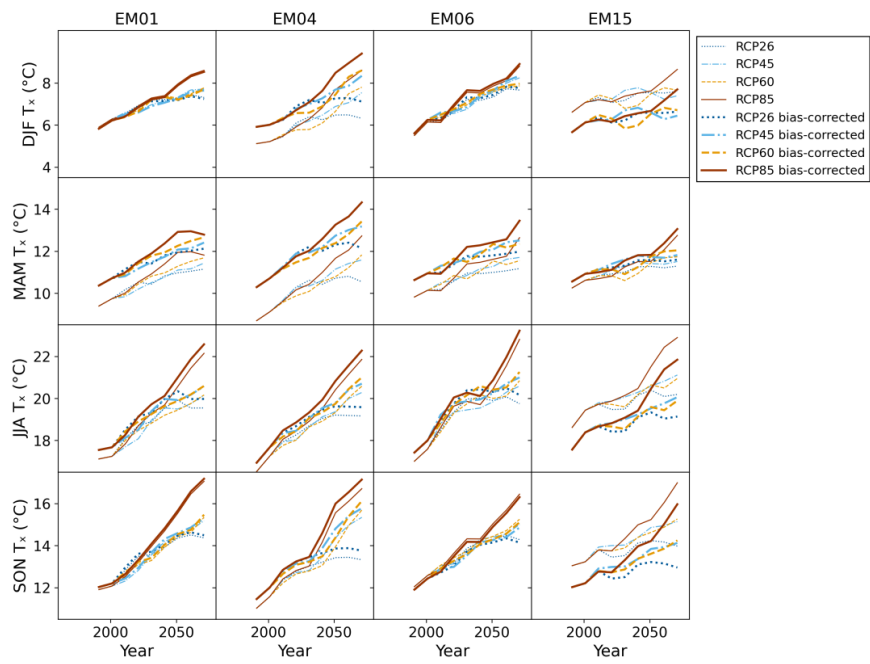 EM01 EM04 EM06 EM15
DJF Tₓ (°C)
8
6
4
RCP26
RCP45
RCP60
RCP85
RCP26 bias-corrected
RCP45 bias-corrected
RCP60 bias-corrected
RCP85 bias-corrected
MAM Tₓ (°C)
14
12
10
JJA Tₓ (°C)
22
20
18
SON Tₓ (°C)
16
14
12
2000 2050 2000 2050 2000 2050 2000 2050
Year Year Year Year